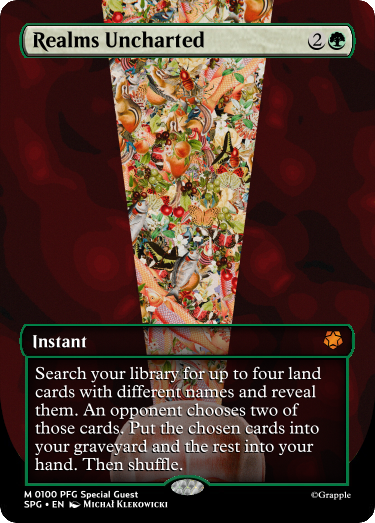 Realms Uncharted 2
Instant
Search your library for up to four land
cards with different names and reveal
them. An opponent chooses two of
those cards. Put the chosen cards into
your graveyard and the rest into your
hand. Then shuffle.
M 0100 PFG Special Guest
SPG • EN Michał Klekowicki
©Grapple